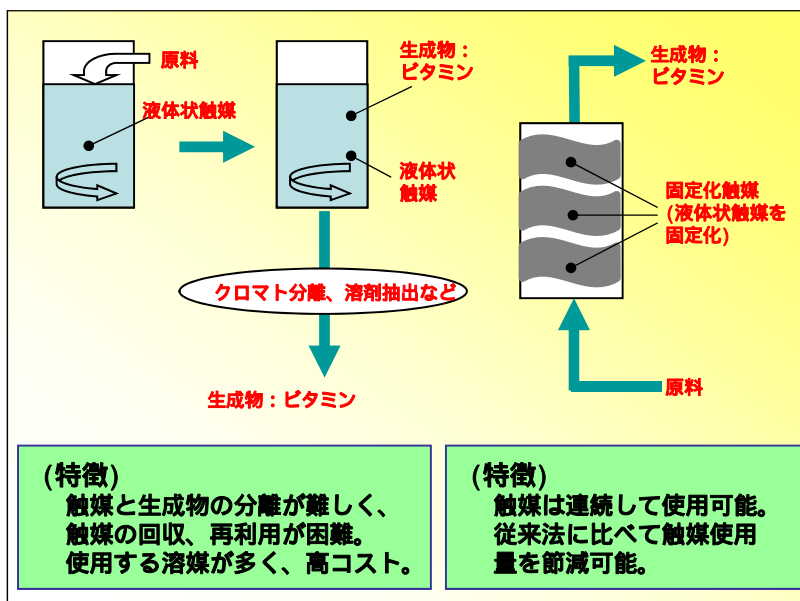 原料
液体状触媒
生成物：
ビタミン
液体状
触媒
クロマト分離、溶剤抽出など
生成物：ビタミン
生成物：
ビタミン
固定化触媒
(液体状触媒を
固定化)
原料
(特徴)
触媒と生成物の分離が難しく、
触媒の回収、再利用が困難。
使用する溶媒が多く、高コスト。
(特徴)
触媒は連続して使用可能。
従来法に比べて触媒使用
量を節減可能。